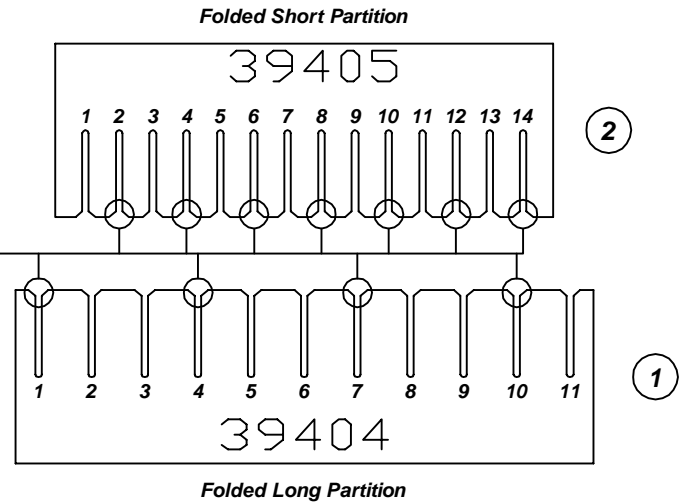 Folded Short Partition
39405
1 2 3 4 5 6 7 8 9 10 11 12 13 14
2
1 2 3 4 5 6 7 8 9 10 11
1
39404
Folded Long Partition